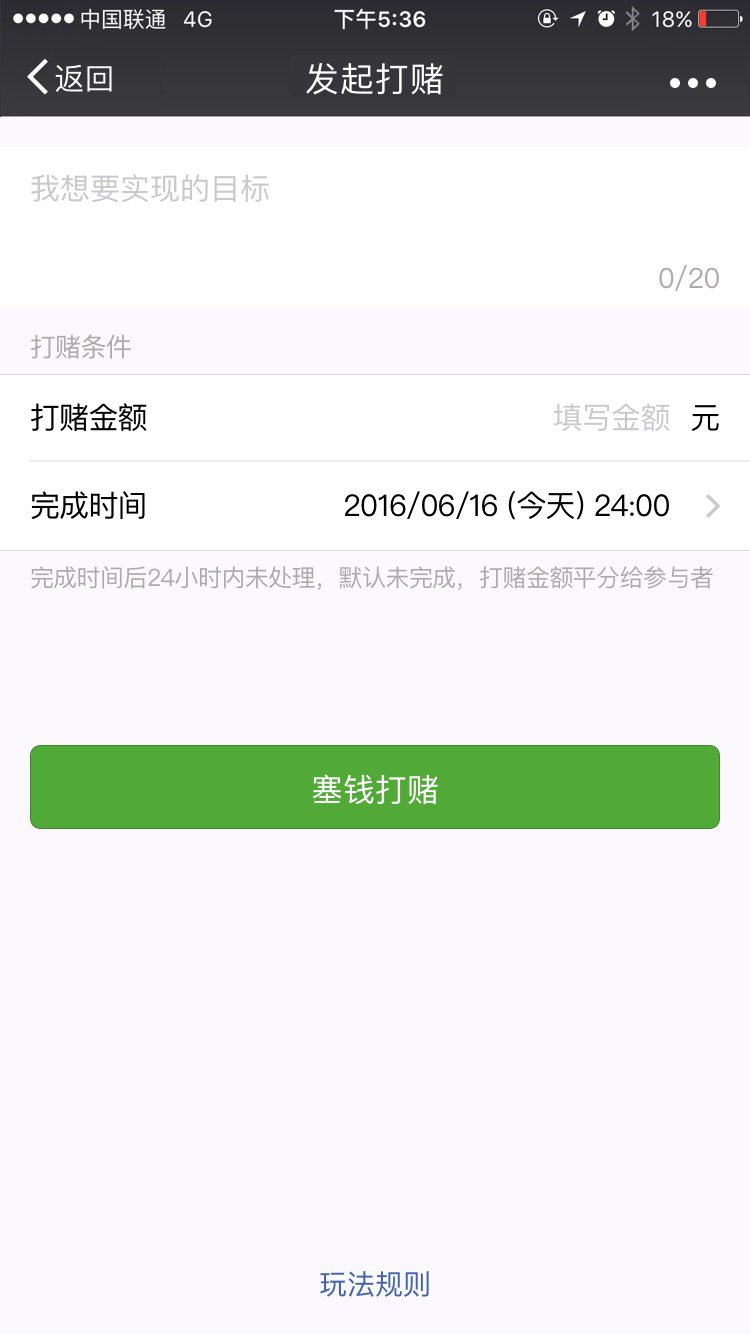 中国联通 4G 下午5:36 18%
返回 发起打赌
我想要实现的目标
0/20
打赌条件
打赌金额 填写金额 元
完成时间 2016/06/16 (今天) 24:00
完成时间后24小时内未处理，默认未完成，打赌金额平分给参与者
塞钱打赌
玩法规则